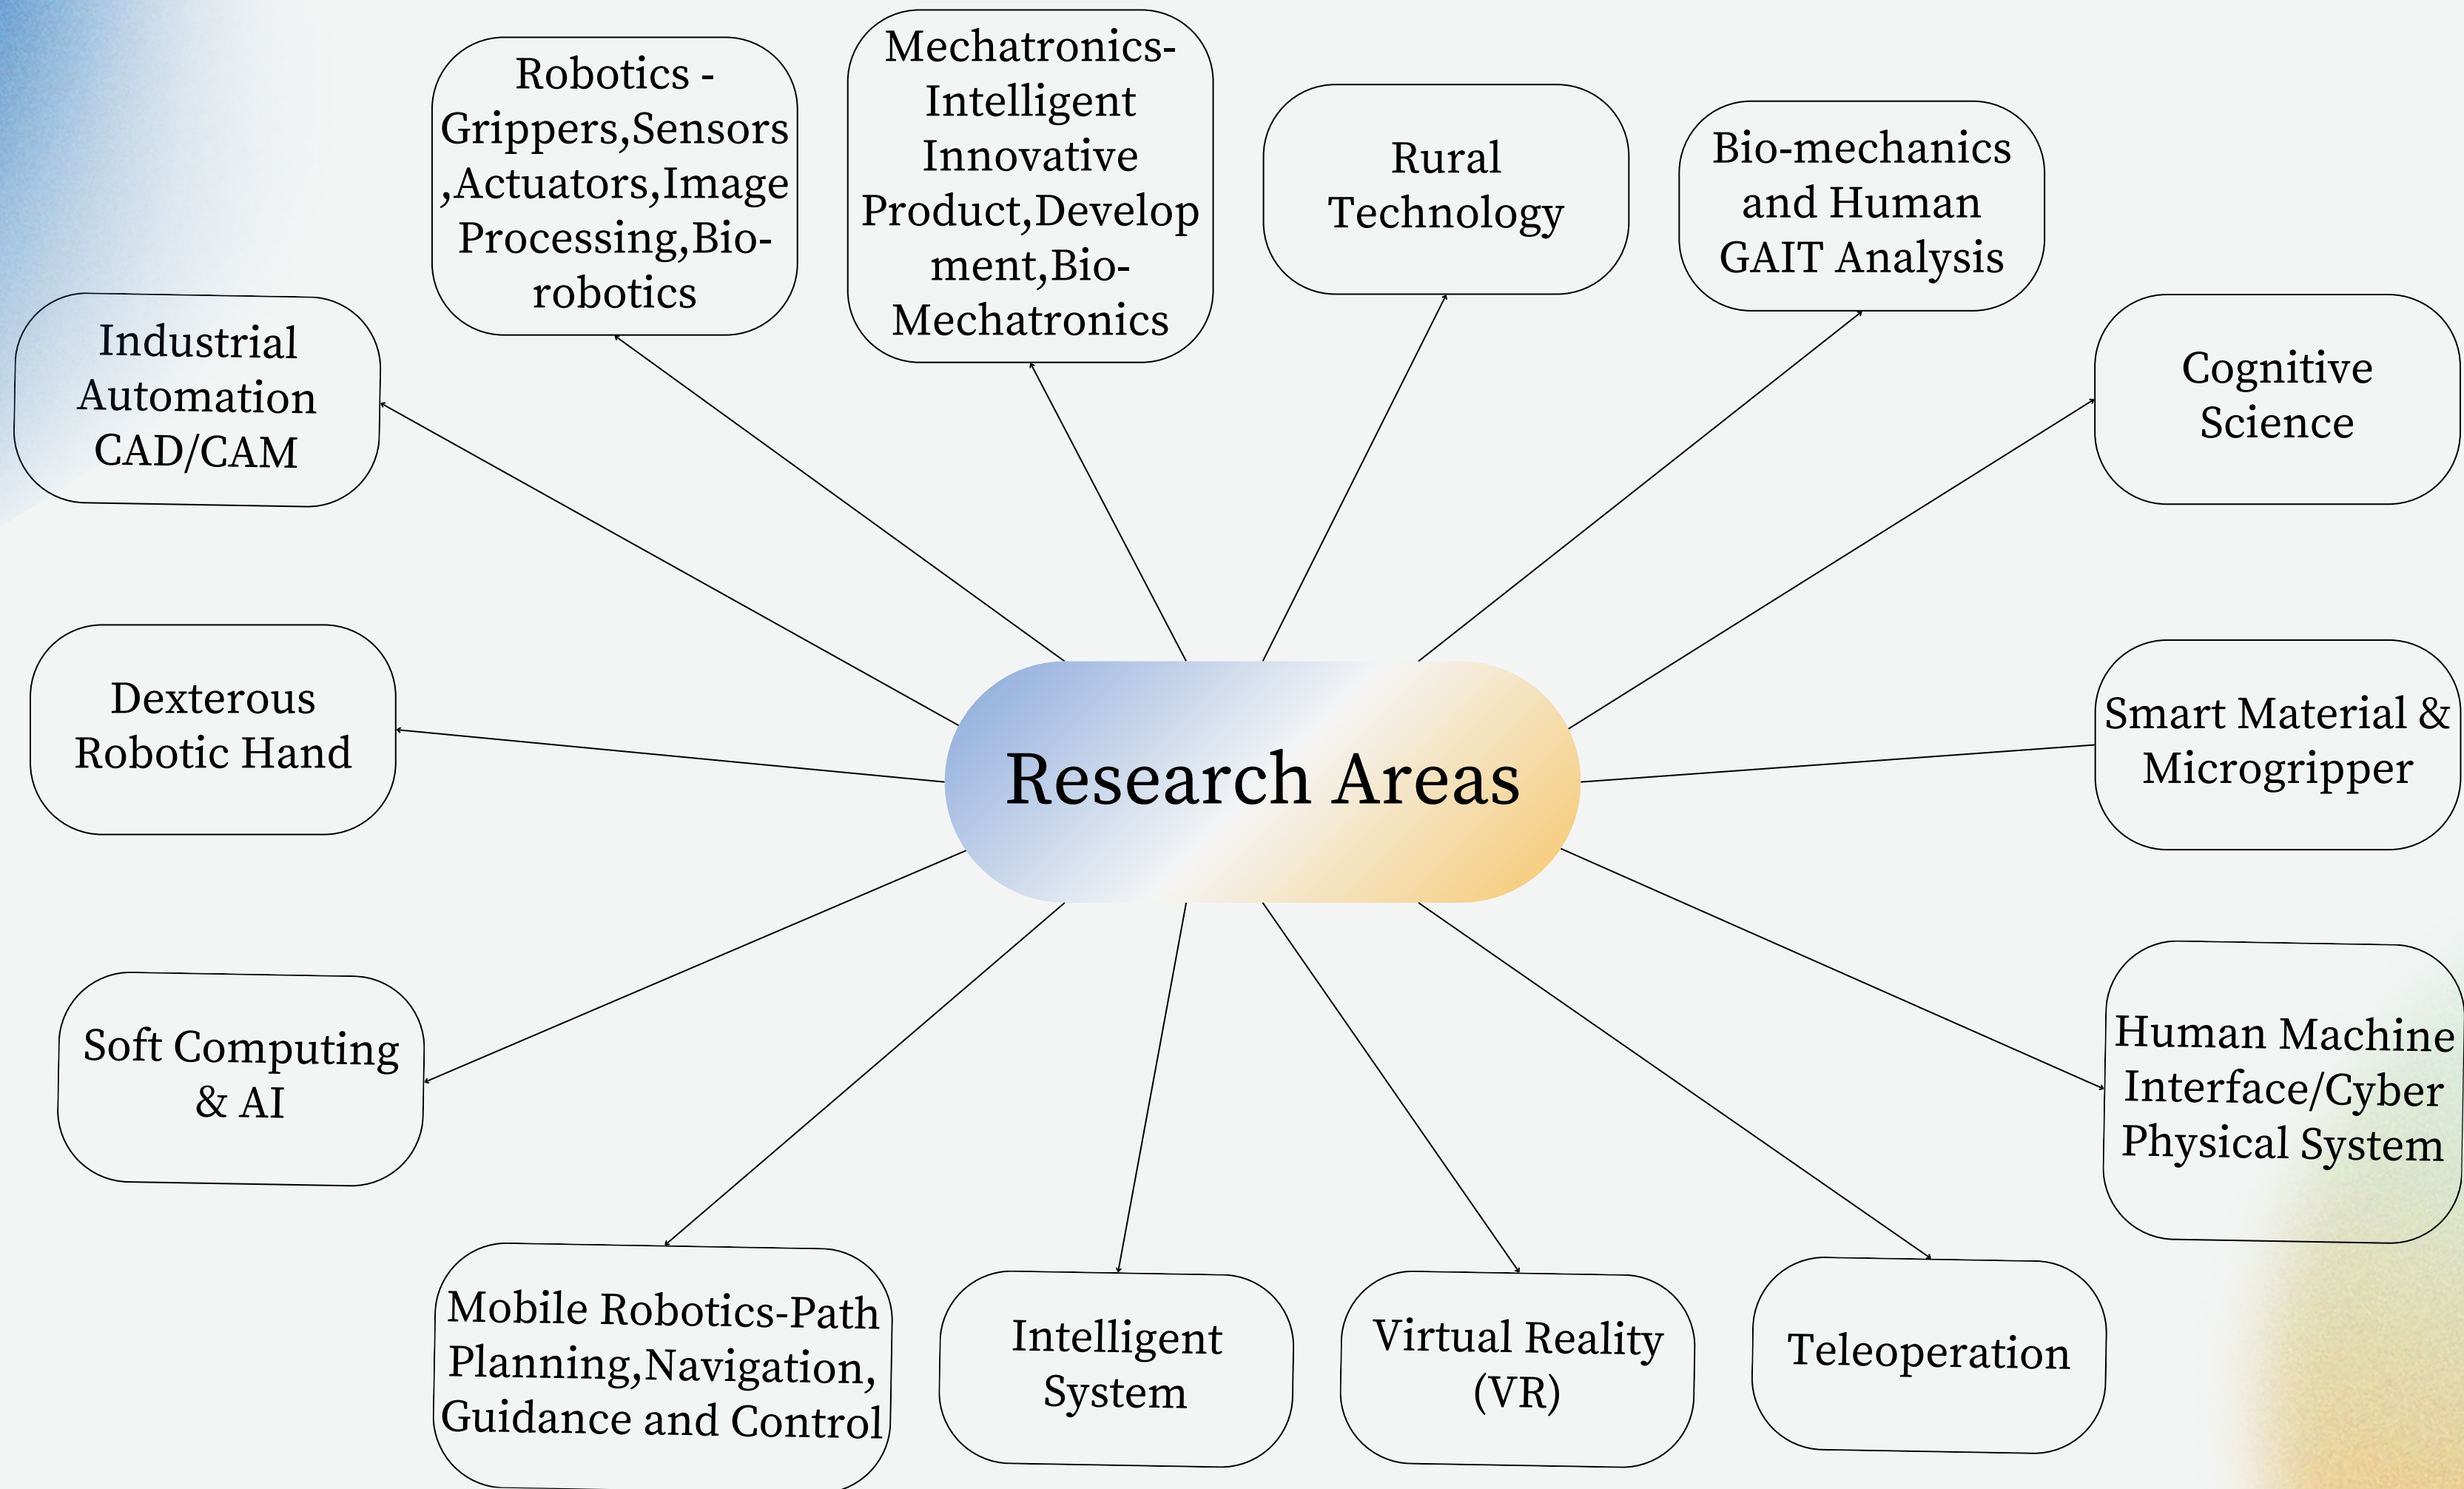 Mechatronics-
Intelligent
Innovative
Product,Develop
ment,Bio-
Mechatronics
Robotics -
Grippers,Sensors
,Actuators,Image
Processing,Bio-
robotics
Rural
Technology
Bio-mechanics
and Human
GAIT Analysis
Industrial
Automation
CAD/CAM
Cognitive
Science
Dexterous
Robotic Hand
Research Areas
Smart Material &
Microgripper
Soft Computing
& AI
Human Machine
Interface/Cyber
Physical System
Mobile Robotics-Path
Planning,Navigation,
Guidance and Control
Intelligent
System
Virtual Reality
(VR)
Teleoperation